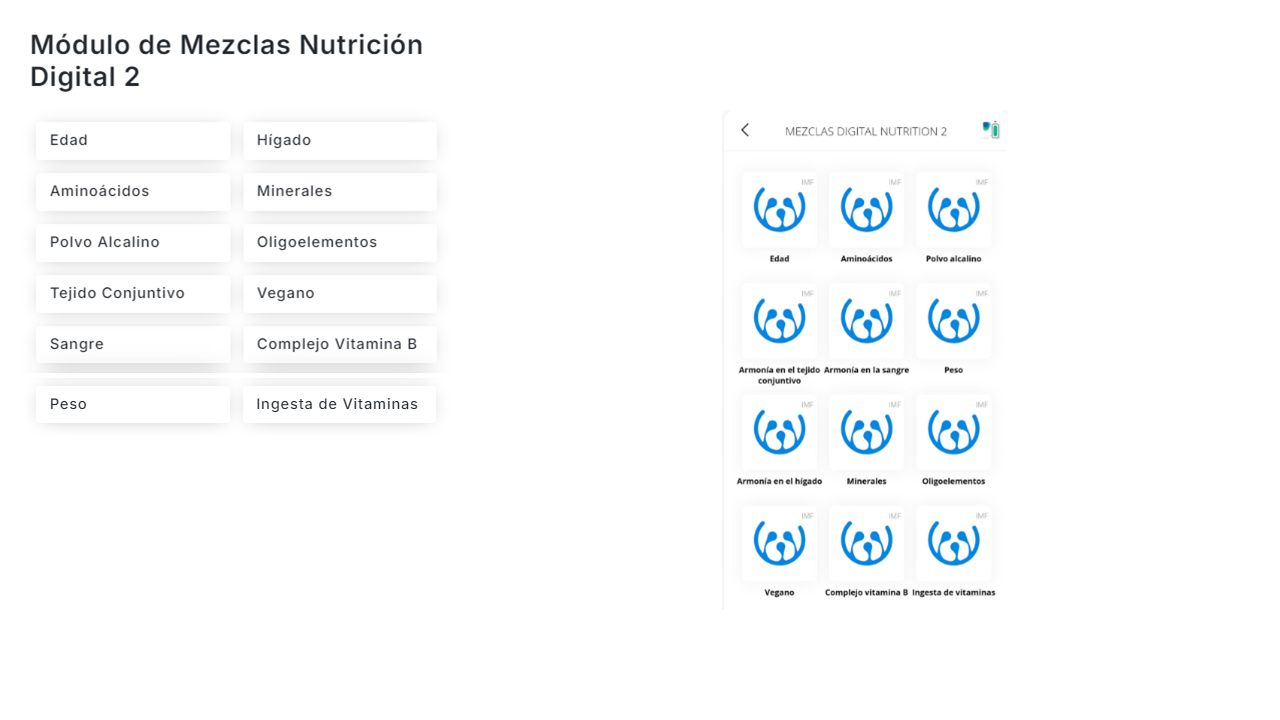 Módulo de Mezclas Nutrición
Digital 2
Edad
Hígado
Aminoácidos
Minerales
Polvo Alcalino
Oligoelementos
Tejido Conjuntivo
Vegano
Sangre
Complejo Vitamina B
Peso
Ingesta de Vitaminas
MEZCLAS DIGITAL NUTRITION 2
IMF
IMF
IMF
Edad
Aminoácidos
Polvo alcalino
IMF
IMF
IMF
Armonía en el tejido
conjuntivo
Armonía en la sangre
Peso
IMF
IMF
IMF
Armonía en el hígado
Minerales
Oligoelementos
IMF
IMF
IMF
Vegano
Complejo vitamina B
Ingesta de vitaminas